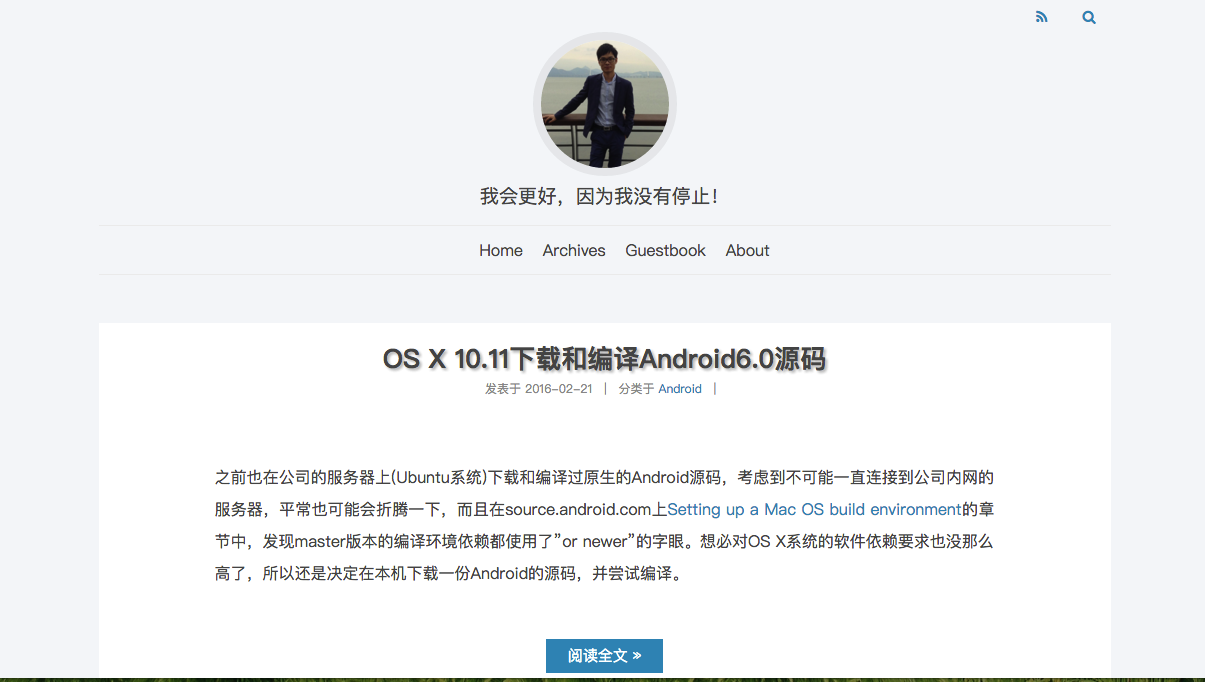 我会更好，因为我没有停止！
Home Archives Guestbook About
OS X 10.11下载和编译Android6.0源码
发表于 2016-02-21 | 分类于 Android |
之前也在公司的服务器上(Ubuntu系统)下载和编译过原生的Android源码，考虑到不可能一直连接到公司内网的
服务器，平常也可能会折腾一下，而且在source.android.com上Setting up a Mac OS build environment的章
节中，发现master版本的编译环境依赖都使用了”or newer”的字眼。想必对OS X系统的软件依赖要求也没那么
高了，所以还是决定在本机下载一份Android的源码，并尝试编译。
阅读全文 »